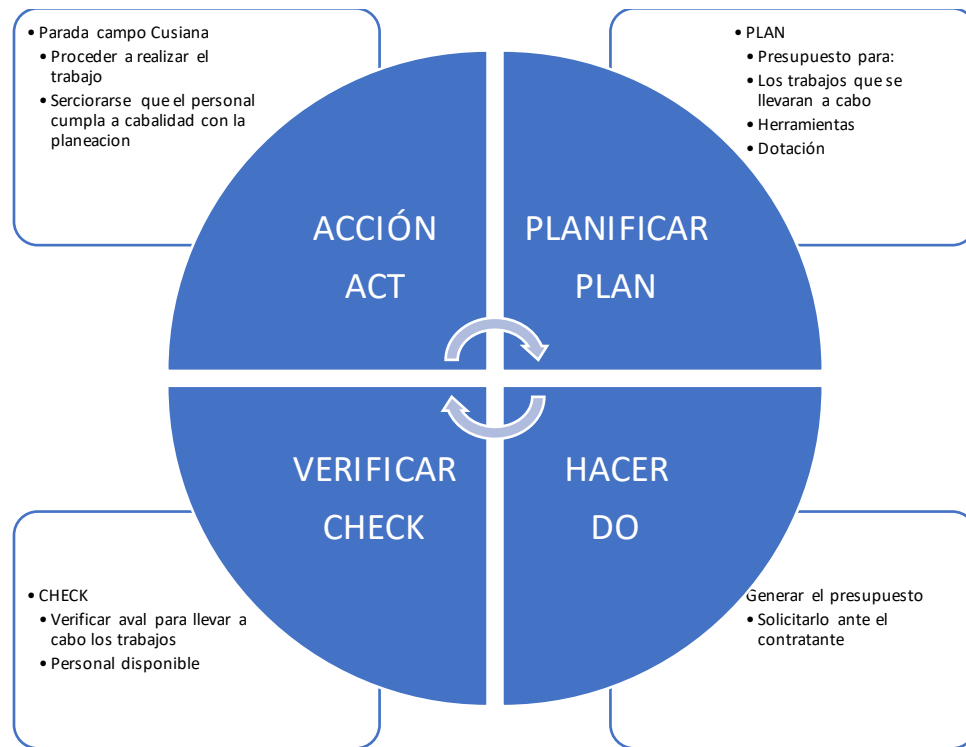 • Parada campo Cusiana
• Proceder a realizar el
trabajo
• Serciorarse que el personal
cumpla a cabalidad con la
planeacion
• PLAN
• Presupuesto para:
• Los trabajos que se
llevaran a cabo
• Herramientas
• Dotación
ACCIÓN
ACT
PLANIFICAR
PLAN
VERIFICAR
CHECK
HACER
DO
• CHECK
• Verificar aval para llevar a
cabo los trabajos
• Personal disponible
Generar el presupuesto
• Solicitarlo ante el
contratante